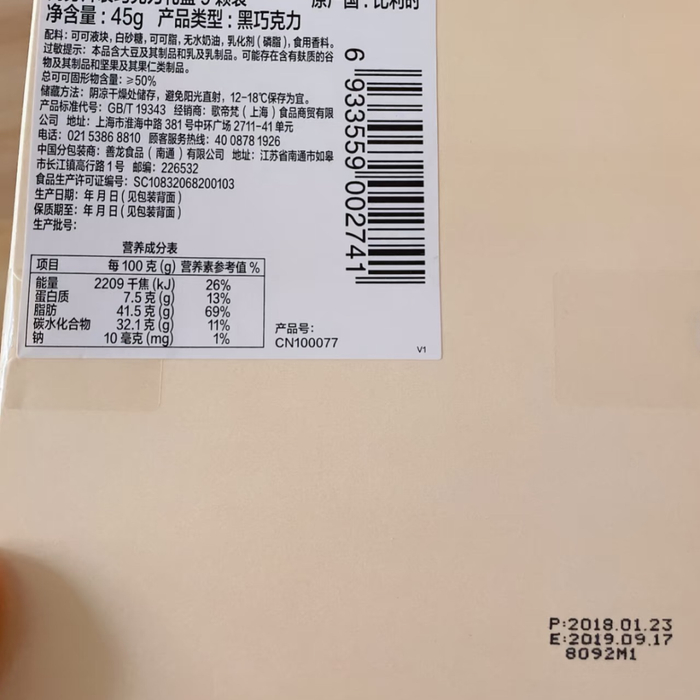 净含量：45g 产品类型：黑巧克力
配料：可可液块，白砂糖，可可脂，无水奶油，乳化剂（磷脂），食用香料。
过敏提示：本品含大豆及其制品和乳及乳制品。可能存在含有麸质的谷
物及其制品和坚果及其果仁类制品。
总可可固形物含量：≥50%
储藏方法：阴凉干燥处储存，避免阳光直射，12-18℃保存为宜。
产品标准代号：GB/T 19343 经销商：歌帝梵（上海）食品商贸有限
公司 地址：上海市淮海中路 381 号中环广场 2711-41 单元
电话：021 5386 8810 顾客服务热线：40 0878 1926
中国分包装商：善龙食品（南通）有限公司 地址：江苏省南通市如皋
市长江镇高行路 1 号 邮编：226532
食品生产许可证编号：SC10832068200103
生产日期：年 月 日（见包装背面）
保质期至：年 月 日（见包装背面）
生产批号：
营养成分表
项目 每 100 克 (g) 营养素参考值 %
能量 2209 千焦 (kJ) 26%
蛋白质 7.5 克 (g) 13%
脂肪 41.5 克 (g) 69%
碳水化合物 32.1 克 (g) 11%
钠 10 毫克 (mg) 1%
产品号：
CN100077
V1
6 933559 002741
P:2018.01.23
E:2019.09.17
8092M1